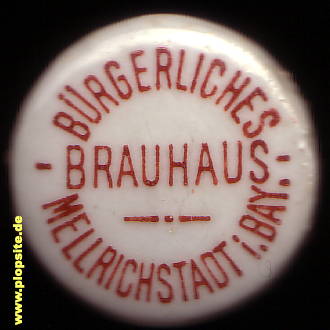 BÜRGERLICHES
BRAUHAUS
MELLRICHSTADT i. BAY.
www.plopsite.de ©